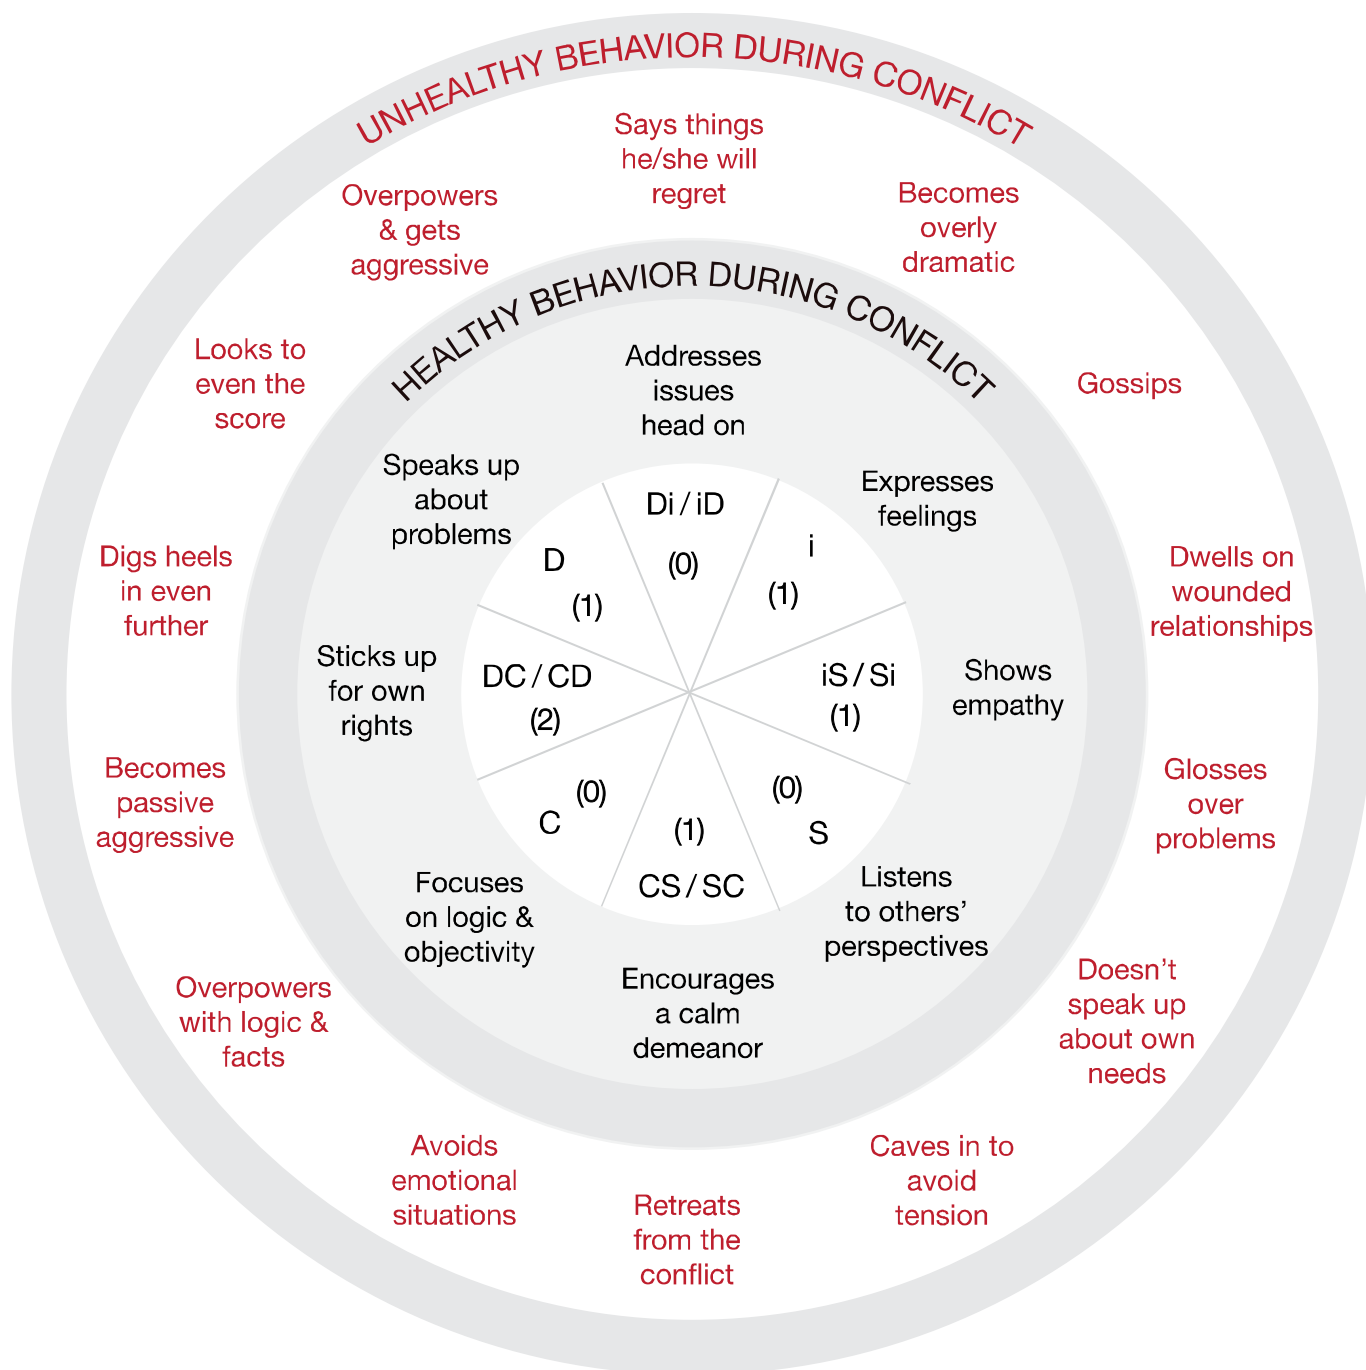 UNHEALTHY BEHAVIOR DURING CONFLICT
Says things
he/she will
regret
Becomes
overly
dramatic
Gossips
Dwells on
wounded
relationships
Glosses
over
problems
Doesn't
speak up
about own
needs
Caves in to
avoid
tension
Retreats
from the
conflict
Avoids
emotional
situations
Overpowers
with logic &
facts
Becomes
passive
aggressive
Digs heels
in even
further
Looks to
even the
score
Overpowers
& gets
aggressive
HEALTHY BEHAVIOR DURING CONFLICT
Addresses
issues
head on
Expresses
feelings
Shows
empathy
Listens
to others’
perspectives
Encourages
a calm
demeanor
Focuses
on logic &
objectivity
Sticks up
for own
rights
Speaks up
about
problems
Di / iD
(0)
i
(1)
iS / Si
(1)
(0)
S
(1)
CS / SC
(0)
C
DC / CD
(2)
D
(1)